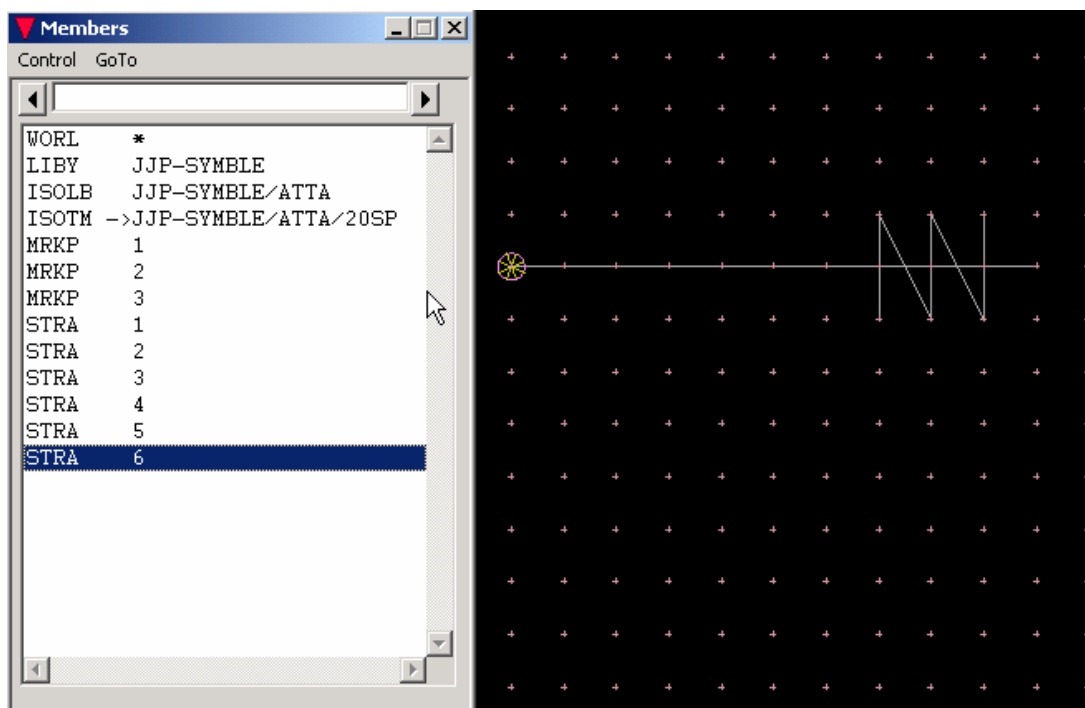 Members
Control GoTo
WORL *
LIBY JJP-SYMBLE
ISOLB JJP-SYMBLE/ATTA
ISOTM ->JJP-SYMBLE/ATTA/20SP
MRKP 1
MRKP 2
MRKP 3
STRA 1
STRA 2
STRA 3
STRA 4
STRA 5
STRA 6